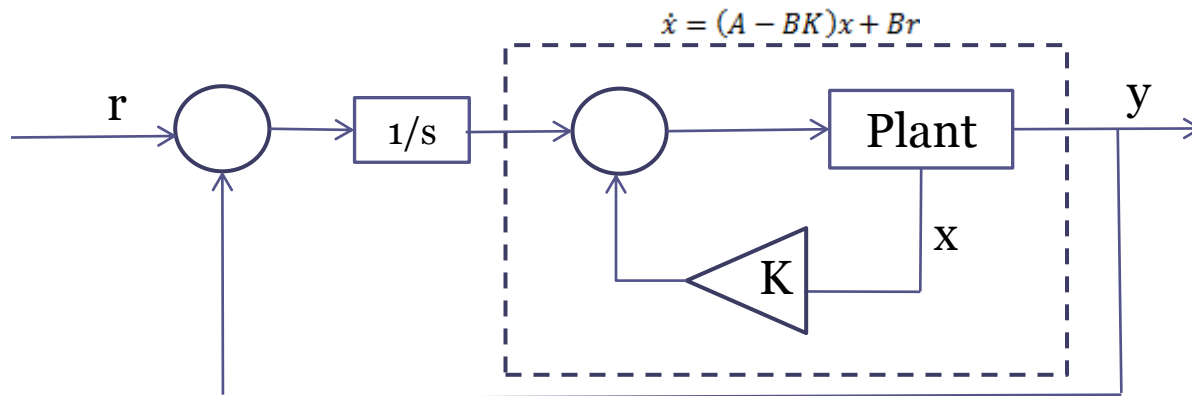 ẋ = (A − BK)x + Br
r
1/s
Plant
y
x
K